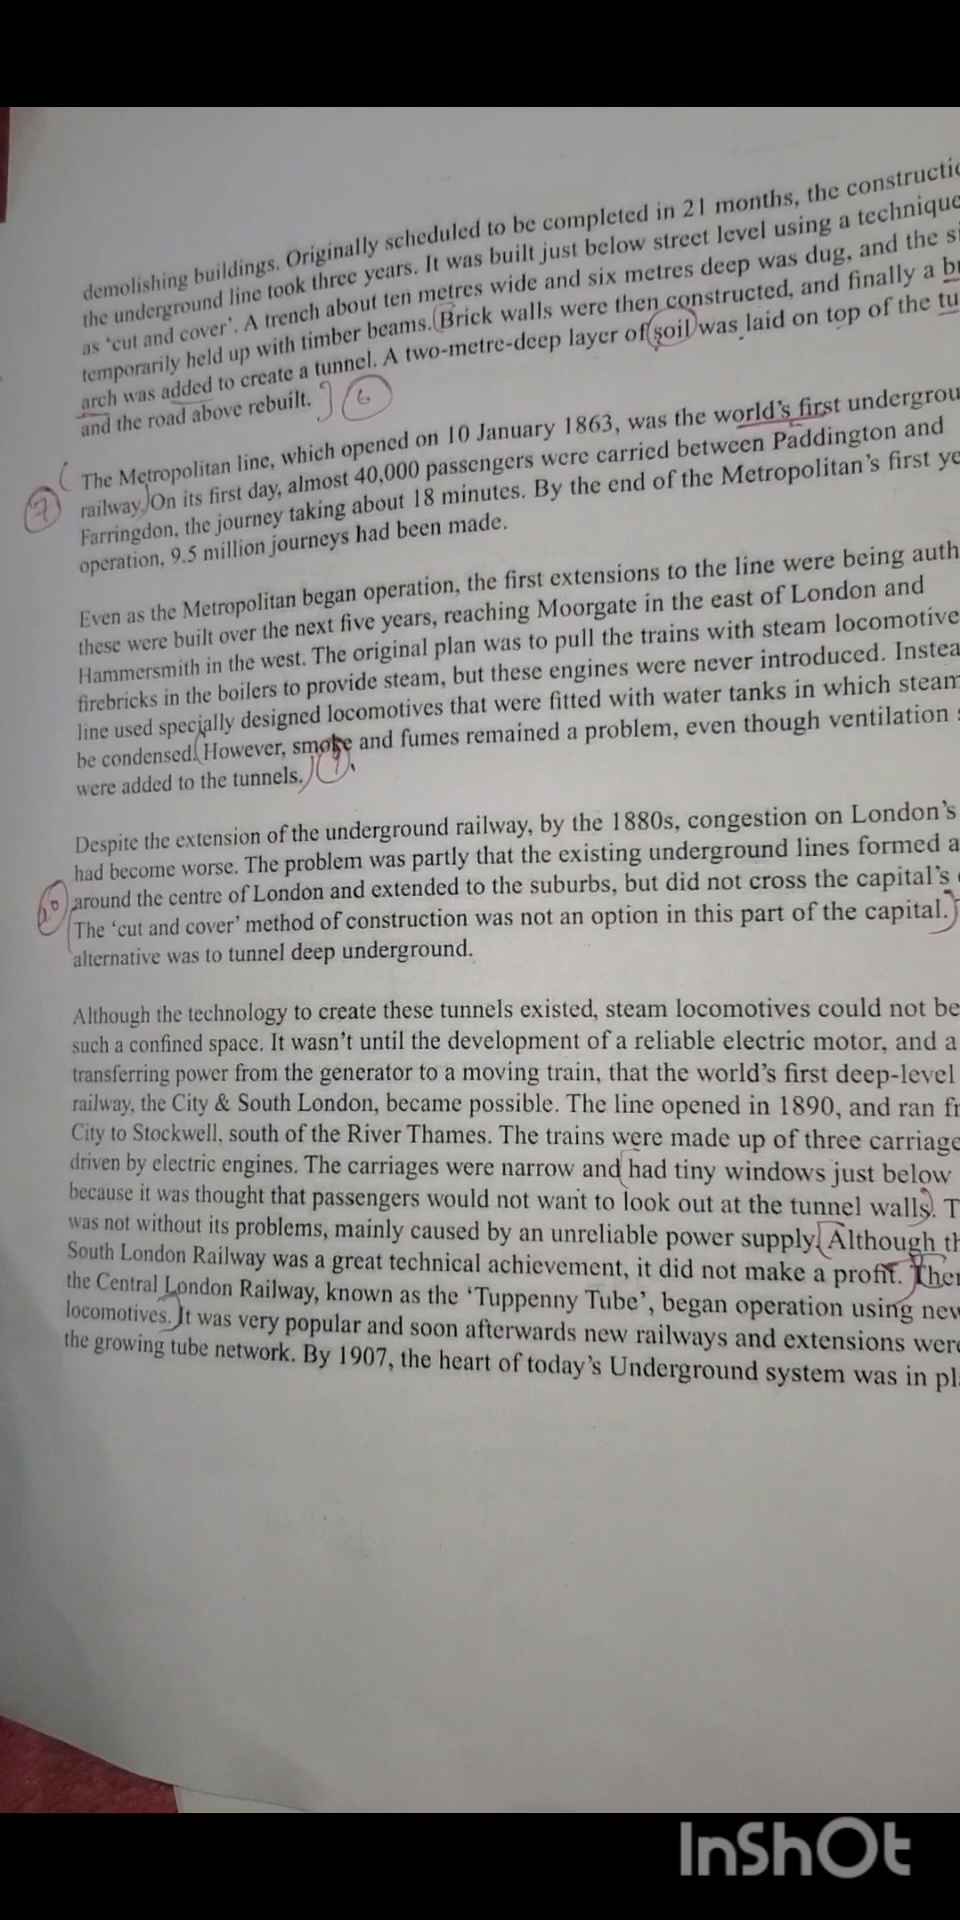 demolishing buildings. Originally scheduled to be completed in 21 months, the
the underground line took three years. It was built just below street level using a technique
as 'cut and cover'. A trench about ten metres wide and six metres deep was dug, and the
temporarily held up with timber beams. Brick walls were then constructed, and finally a
arch was added to create a tunnel. A two-metre-deep layer of soil was laid on top of the
and the road above rebuilt.
6
The Metropolitan line, which opened on 10 January 1863, was the world's first
7
railway. On its first day, almost 40,000 passengers were carried between Paddington and
Farringdon, the journey taking about 18 minutes. By the end of the Metropolitan's first
operation, 9.5 million journeys had been made.
Even as the Metropolitan began operation, the first extensions to the line were being
these were built over the next five years, reaching Moorgate in the east of London and
Hammersmith in the west. The original plan was to pull the trains with steam
firebricks in the boilers to provide steam, but these engines were never introduced.
line used specially designed locomotives that were fitted with water tanks in which steam
be condensed. However, smoke and fumes remained a problem, even though ventilation
were added to the tunnels.
9
Despite the extension of the underground railway, by the 1880s, congestion on London's
had become worse. The problem was partly that the existing underground lines formed a
10
around the centre of London and extended to the suburbs, but did not cross the capital's
The 'cut and cover' method of construction was not an option in this part of the capital.
alternative was to tunnel deep underground.
Although the technology to create these tunnels existed, steam locomotives could not be
such a confined space. It wasn't until the development of a reliable electric motor, and a
transferring power from the generator to a moving train, that the world's first deep-level
railway, the City & South London, became possible. The line opened in 1890, and ran
City to Stockwell, south of the River Thames. The trains were made up of three
driven by electric engines. The carriages were narrow and had tiny windows just below
because it was thought that passengers would not want to look out at the tunnel walls.
was not without its problems, mainly caused by an unreliable power supply. Although
South London Railway was a great technical achievement, it did not make a profit.
the Central London Railway, known as the 'Tuppenny Tube', began operation using new
locomotives. It was very popular and soon afterwards new railways and extensions were
the growing tube network. By 1907, the heart of today's Underground system was in
InShOt